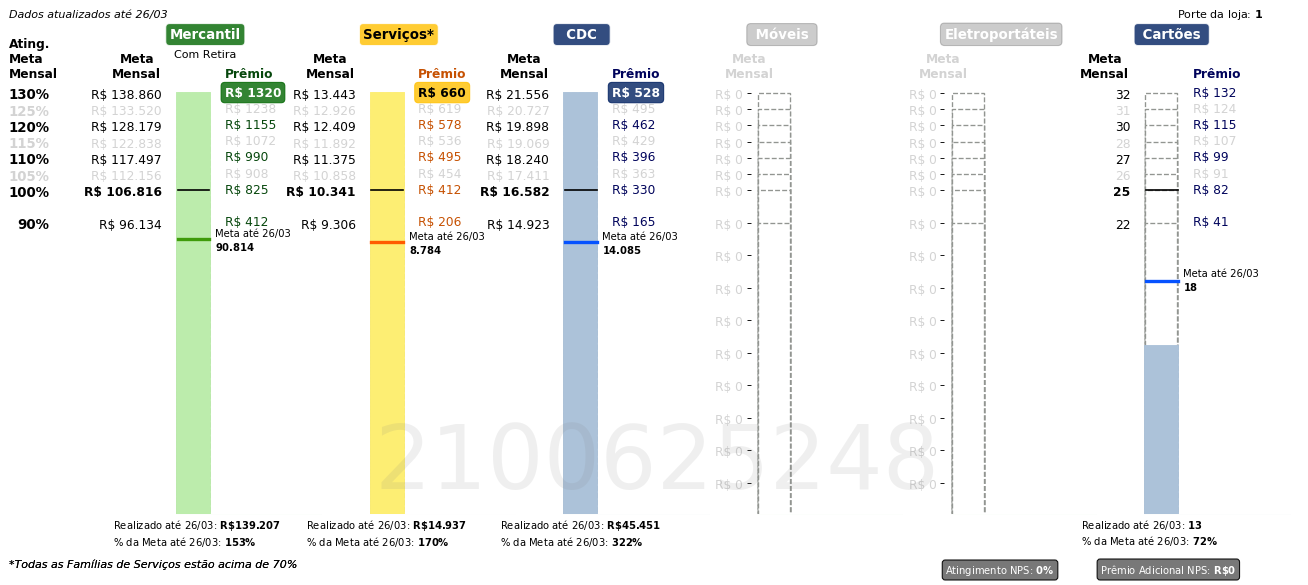 Dados atualizados até 26/03
Porte da loja: 1
Mercantil
Serviços*
CDC
Móveis
Eletroportáteis
Cartões
Ating. Meta Mensal
Com Retira
Meta Mensal Prêmio Meta Mensal Prêmio Meta Mensal Prêmio Meta Mensal Meta Mensal Meta Mensal Prêmio
130% R$ 138.860 R$ 1320 R$ 13.443 R$ 660 R$ 21.556 R$ 528 R$ 0 R$ 0 32 R$ 132
125% R$ 133.520 R$ 1238 R$ 12.926 R$ 619 R$ 20.727 R$ 495 R$ 0 R$ 0 31 R$ 124
120% R$ 128.179 R$ 1155 R$ 12.409 R$ 578 R$ 19.898 R$ 462 R$ 0 R$ 0 30 R$ 115
115% R$ 122.838 R$ 1072 R$ 11.892 R$ 536 R$ 19.069 R$ 429 R$ 0 R$ 0 28 R$ 107
110% R$ 117.497 R$ 990 R$ 11.375 R$ 495 R$ 18.240 R$ 396 R$ 0 R$ 0 27 R$ 99
105% R$ 112.156 R$ 908 R$ 10.858 R$ 454 R$ 17.411 R$ 363 R$ 0 R$ 0 26 R$ 91
100% R$ 106.816 R$ 825 R$ 10.341 R$ 412 R$ 16.582 R$ 330 R$ 0 R$ 0 25 R$ 82
90% R$ 96.134 R$ 412 R$ 9.306 R$ 206 R$ 14.923 R$ 165 R$ 0 R$ 0 22 R$ 41
Meta até 26/03 Meta até 26/03 Meta até 26/03
90.814 8.784 14.085
R$ 0 R$ 0
Meta até 26/03
18
R$ 0 R$ 0
R$ 0 R$ 0
R$ 0 R$ 0
R$ 0 R$ 0
R$ 0 R$ 0
R$ 0 R$ 0
R$ 0 R$ 0
2100625248
Realizado até 26/03: R$139.207 Realizado até 26/03: R$14.937 Realizado até 26/03: R$45.451 Realizado até 26/03: 13
% da Meta até 26/03: 153% % da Meta até 26/03: 170% % da Meta até 26/03: 322% % da Meta até 26/03: 72%
*Todas as Famílias de Serviços estão acima de 70%
Atingimento NPS: 0%
Prêmio Adicional NPS: R$0